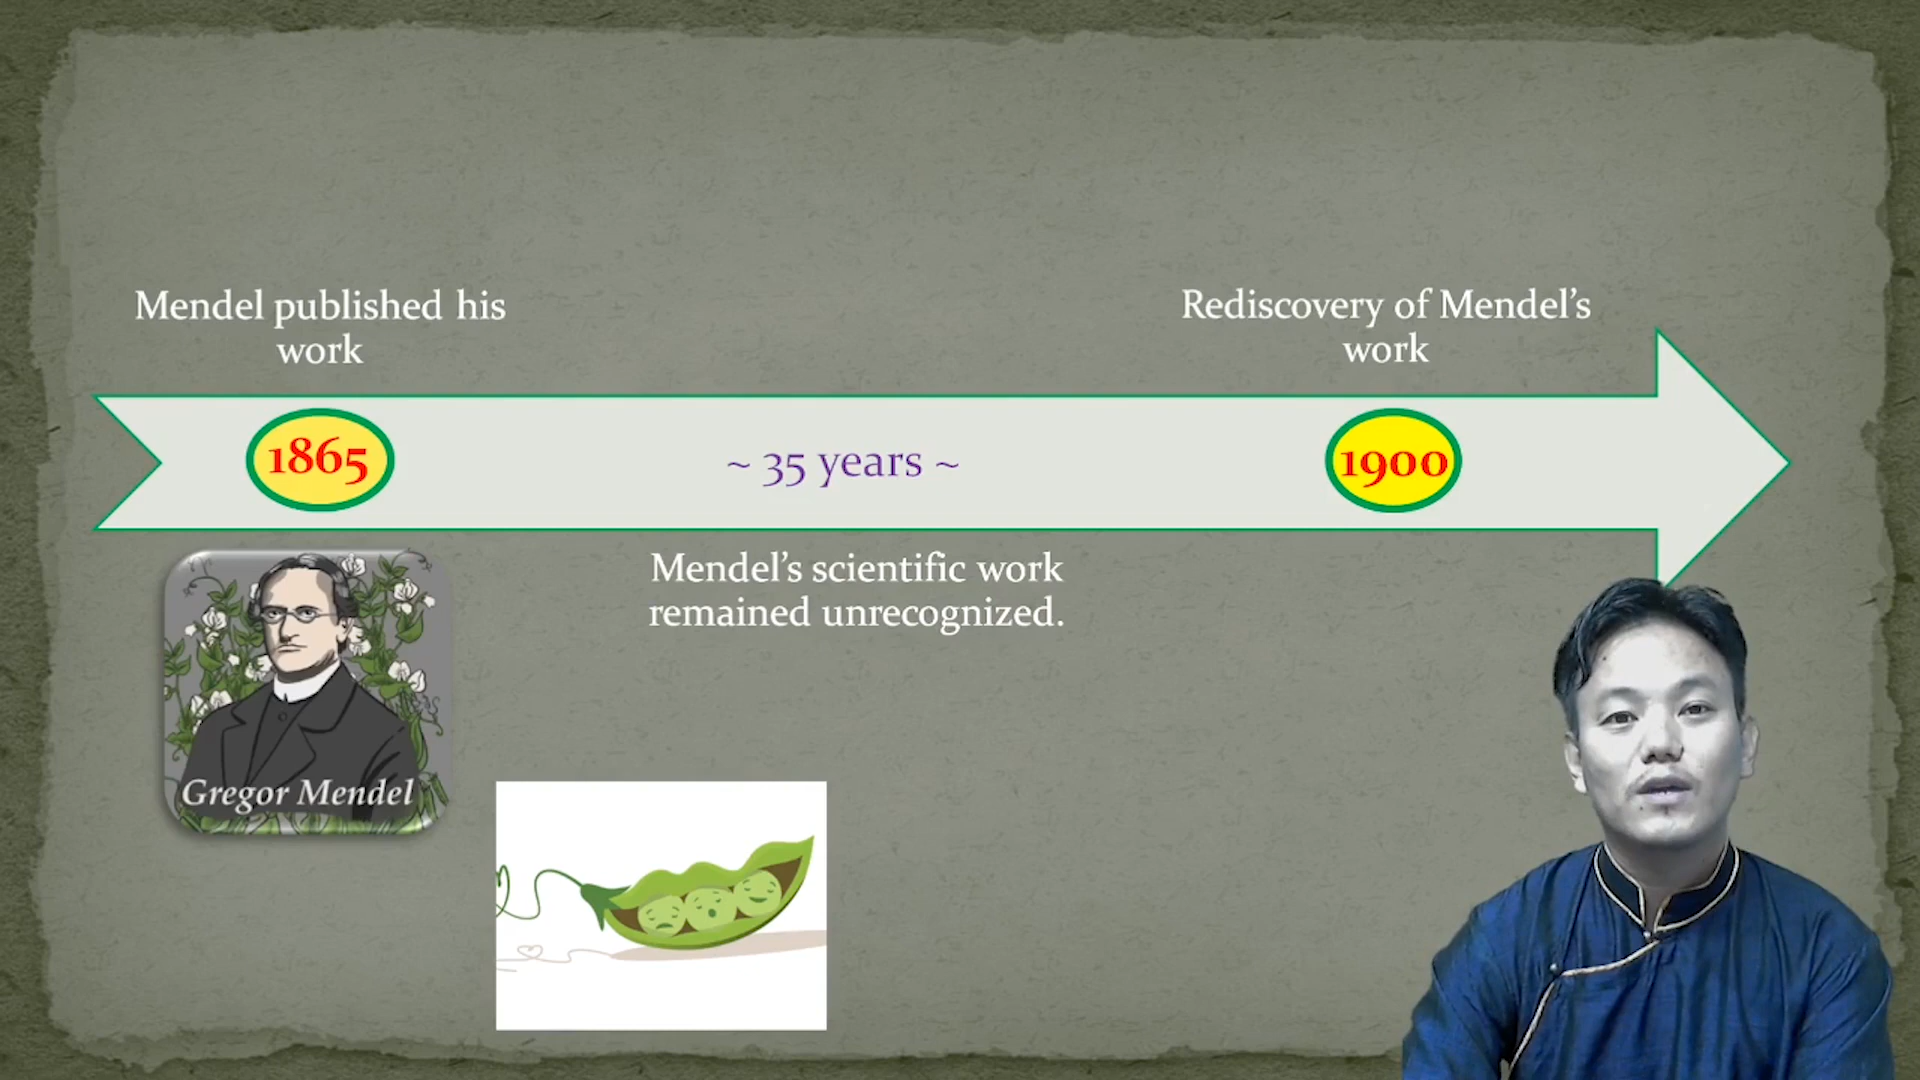 Mendel published his
work
Rediscovery of Mendel’s
work
1865
~ 35 years ~
1900
Mendel’s scientific work
remained unrecognized.
Gregor Mendel